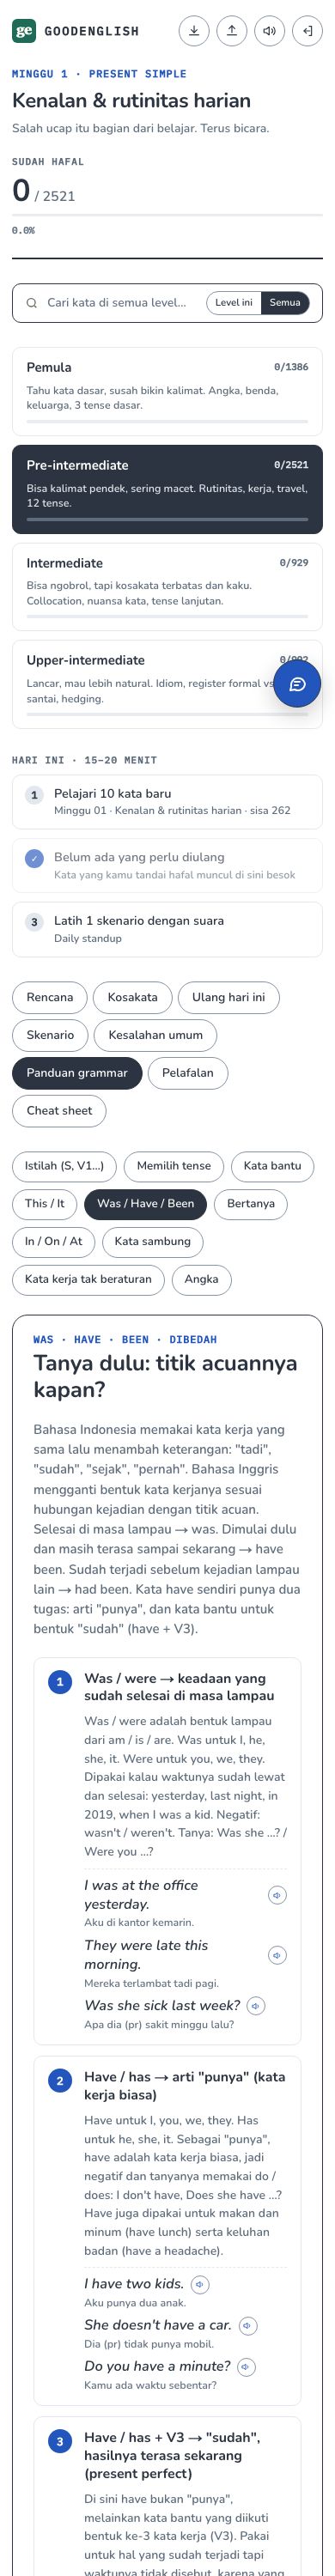 ge GOODENGLISH
MINGGU 1 · PRESENT SIMPLE
Kenalan & rutinitas harian
Salah ucap itu bagian dari belajar. Terus bicara.
SUDAH HAFAL
0 / 2521
0.0%
Cari kata di semua level... Level ini Semua
Pemula 0/1386
Tahu kata dasar, susah bikin kalimat. Angka, benda,
keluarga, 3 tense dasar.
Pre-intermediate 0/2521
Bisa kalimat pendek, sering macet. Rutinitas, kerja, travel,
12 tense.
Intermediate 0/929
Bisa ngobrol, tapi kosakata terbatas dan kaku.
Collocation, nuansa kata, tense lanjutan.
Upper-intermediate
Lancar, mau lebih natural. Idiom, register formal vs
santai, hedging.
HARI INI · 15–20 MENIT
1 Pelajari 10 kata baru
Minggu 01 · Kenalan & rutinitas harian · sisa 262
✓ Belum ada yang perlu diulang
Kata yang kamu tandai hafal muncul di sini besok
3 Latih 1 skenario dengan suara
Daily standup
Rencana Kosakata Ulang hari ini
Skenario Kesalahan umum
Panduan grammar Pelafalan
Cheat sheet
Istilah (S, V1...) Memilih tense Kata bantu
This / It Was / Have / Been Bertanya
In / On / At Kata sambung
Kata kerja tak beraturan Angka
WAS · HAVE · BEEN · DIBEDAH
Tanya dulu: titik acuannya
kapan?
Bahasa Indonesia memakai kata kerja yang
sama lalu menambah keterangan: "tadi",
"sudah", "sejak", "pernah". Bahasa Inggris
mengganti bentuk kata kerjanya sesuai
hubungan kejadian dengan titik acuan.
Selesai di masa lampau → was. Dimulai dulu
dan masih terasa sampai sekarang → have
been. Sudah terjadi sebelum kejadian lampau
lain → had been. Kata have sendiri punya dua
tugas: arti "punya", dan kata bantu untuk
bentuk "sudah" (have + V3).
1 Was / were → keadaan yang
sudah selesai di masa lampau
Was / were adalah bentuk lampau
dari am / is / are. Was untuk I, he,
she, it. Were untuk you, we, they.
Dipakai kalau waktunya sudah lewat
dan selesai: yesterday, last night, in
2019, when I was a kid. Negatif:
wasn't / weren't. Tanya: Was she ...? /
Were you ...?
I was at the office
yesterday.
Aku di kantor kemarin.
They were late this
morning.
Mereka terlambat tadi pagi.
Was she sick last week?
Apa dia (pr) sakit minggu lalu?
2 Have / has → arti "punya" (kata
kerja biasa)
Have untuk I, you, we, they. Has
untuk he, she, it. Sebagai "punya",
have adalah kata kerja biasa, jadi
negatif dan tanyanya memakai do /
does: I don't have, Does she have ...?
Have juga dipakai untuk makan dan
minum (have lunch) serta keluhan
badan (have a headache).
I have two kids.
Aku punya dua anak.
She doesn't have a car.
Dia (pr) tidak punya mobil.
Do you have a minute?
Kamu ada waktu sebentar?
3 Have / has + V3 → "sudah",
hasilnya terasa sekarang
(present perfect)
Di sini have bukan "punya",
melainkan kata bantu yang diikuti
bentuk ke-3 kata kerja (V3). Pakai
untuk hal yang sudah terjadi tapi
waktunya tidak disebut, karena yang